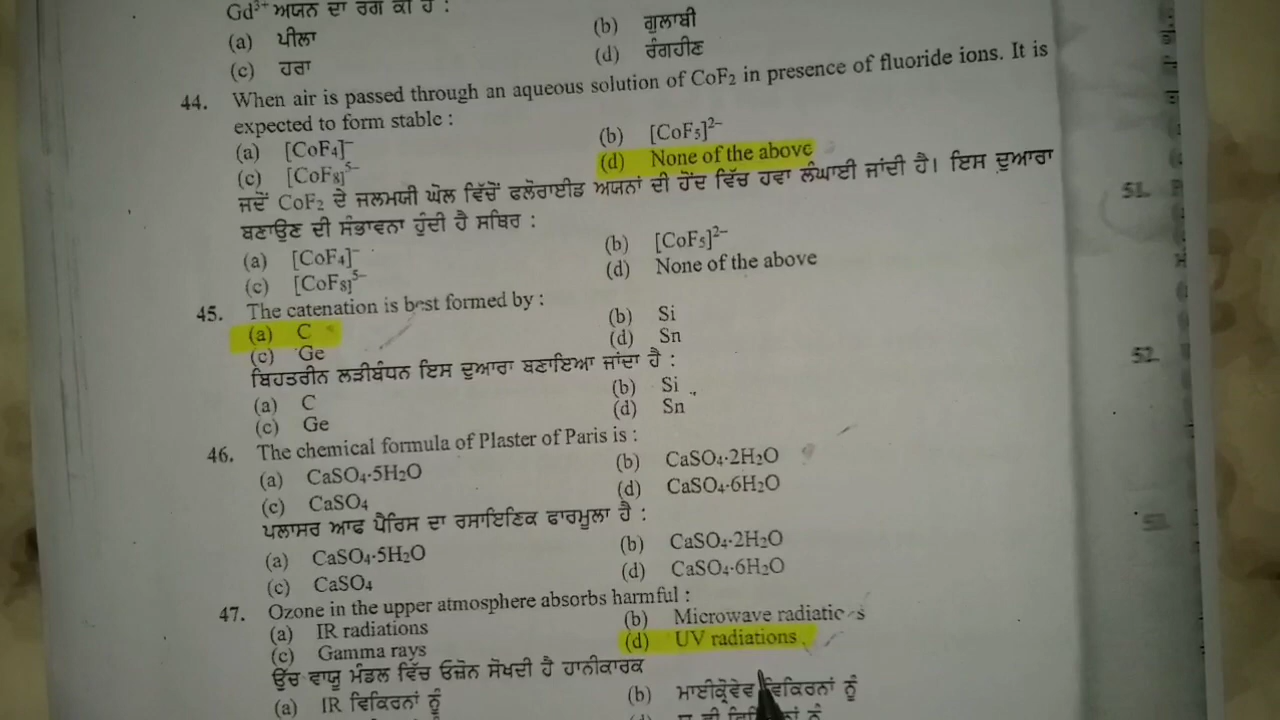 Gd³⁺ ਅਯਨ ਦਾ ਰੰਗ ਕੀ ਹੈ :
(a) ਪੀਲਾ (b) ਗੁਲਾਬੀ
(c) ਹਰਾ (d) ਰੰਗਹੀਣ
44. When air is passed through an aqueous solution of CoF₂ in presence of fluoride ions. It is
expected to form stable :
(a) [CoF₄]⁻ (b) [CoF₅]²⁻
(c) [CoF₈]⁵⁻ (d) None of the above
ਜਦੋਂ CoF₂ ਦੇ ਜਲਮਯੀ ਘੋਲ ਵਿੱਚੋਂ ਫਲੋਰਾਈਡ ਅਯਨਾਂ ਦੀ ਹੋਂਦ ਵਿੱਚ ਹਵਾ ਲੰਘਾਈ ਜਾਂਦੀ ਹੈ। ਇਸ ਦੁਆਰਾ
ਬਣਾਉਣ ਦੀ ਸੰਭਾਵਨਾ ਹੁੰਦੀ ਹੈ ਸਥਿਰ :
(a) [CoF₄]⁻ (b) [CoF₅]²⁻
(c) [CoF₈]⁵⁻ (d) None of the above
45. The catenation is best formed by :
(a) C (b) Si
(c) Ge (d) Sn
ਬਿਹਤਰੀਨ ਲੜੀਬੰਧਨ ਇਸ ਦੁਆਰਾ ਬਣਾਇਆ ਜਾਂਦਾ ਹੈ :
(a) C (b) Si
(c) Ge (d) Sn
46. The chemical formula of Plaster of Paris is :
(a) CaSO₄·5H₂O (b) CaSO₄·2H₂O
(c) CaSO₄ (d) CaSO₄·6H₂O
ਪਲਾਸਰ ਆਫ ਪੈਰਿਸ ਦਾ ਰਸਾਇਣਿਕ ਫਾਰਮੂਲਾ ਹੈ :
(a) CaSO₄·5H₂O (b) CaSO₄·2H₂O
(c) CaSO₄ (d) CaSO₄·6H₂O
47. Ozone in the upper atmosphere absorbs harmful :
(a) IR radiations (b) Microwave radiations
(c) Gamma rays (d) UV radiations
ਉੱਚ ਵਾਯੂ ਮੰਡਲ ਵਿੱਚ ਓਜ਼ੋਨ ਸੋਖਦੀ ਹੈ ਹਾਨੀਕਾਰਕ
(a) IR ਵਿਕਿਰਨਾਂ ਨੂੰ (b) ਮਾਈਕ੍ਰੋਵੇਵ ਵਿਕਿਰਨਾਂ ਨੂੰ
51.
52.
53.